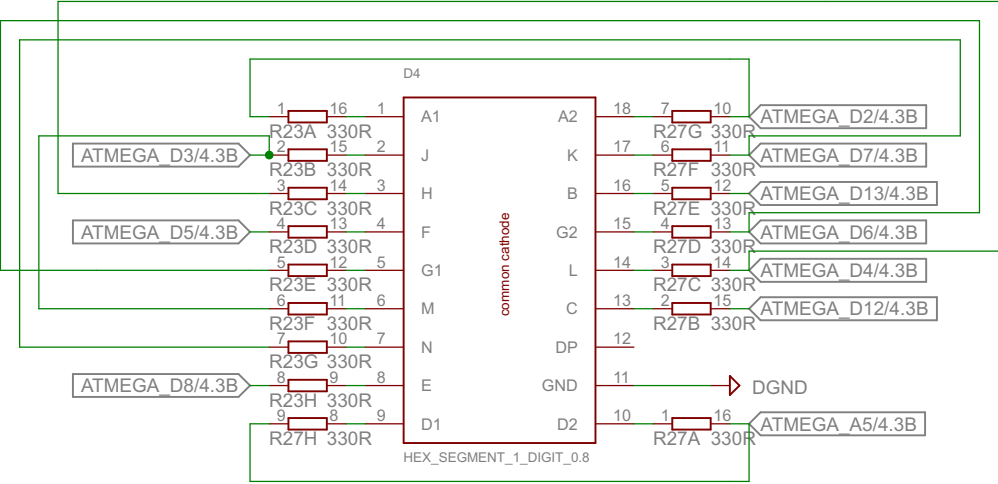 D4
1 16 1 A1 A2 18 7 10 ATMEGA_D2/4.3B
R23A 330R R27G 330R
ATMEGA_D3/4.3B 2 15 2 J K 17 6 11 ATMEGA_D7/4.3B
R23B 330R R27F 330R
3 14 3 H B 16 5 12 ATMEGA_D13/4.3B
R23C 330R R27E 330R
ATMEGA_D5/4.3B 4 13 4 F G2 15 4 13 ATMEGA_D6/4.3B
R23D 330R R27D 330R
5 12 5 G1 L 14 3 14 ATMEGA_D4/4.3B
R23E 330R R27C 330R
6 11 6 M C 13 2 15 ATMEGA_D12/4.3B
R23F 330R R27B 330R
7 10 7 N DP 12
R23G 330R
ATMEGA_D8/4.3B 8 9 8 E GND 11 DGND
R23H 330R
9 8 9 D1 D2 10 1 16 ATMEGA_A5/4.3B
R27H 330R R27A 330R
common cathode
HEX_SEGMENT_1_DIGIT_0.8